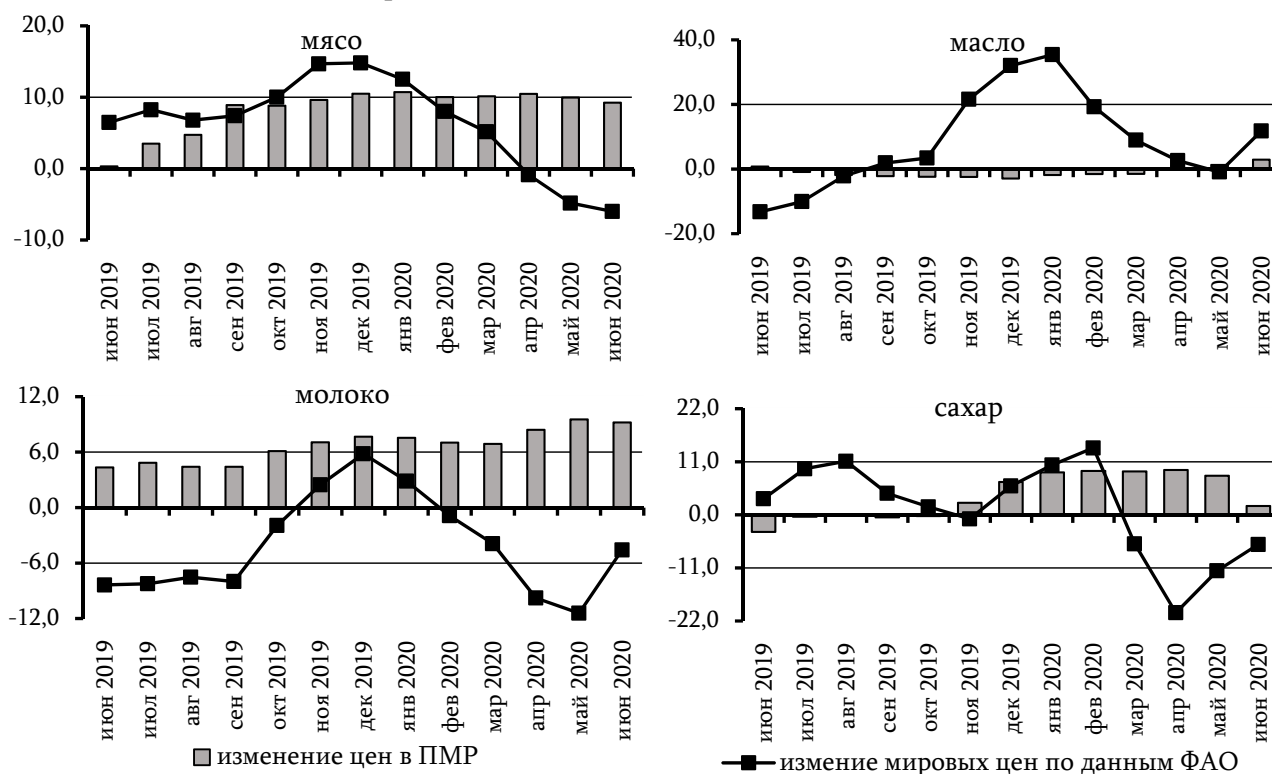 20,0
мясо
10,0
0,0
-10,0
июн 2019
июл 2019
авг 2019
сен 2019
окт 2019
ноя 2019
дек 2019
янв 2020
фев 2020
мар 2020
апр 2020
май 2020
июн 2020
40,0
масло
20,0
0,0
-20,0
июн 2019
июл 2019
авг 2019
сен 2019
окт 2019
ноя 2019
дек 2019
янв 2020
фев 2020
мар 2020
апр 2020
май 2020
июн 2020
12,0
молоко
6,0
0,0
-6,0
-12,0
июн 2019
июл 2019
авг 2019
сен 2019
окт 2019
ноя 2019
дек 2019
янв 2020
фев 2020
мар 2020
апр 2020
май 2020
июн 2020
22,0
сахар
11,0
0,0
-11,0
-22,0
июн 2019
июл 2019
авг 2019
сен 2019
окт 2019
ноя 2019
дек 2019
янв 2020
фев 2020
мар 2020
апр 2020
май 2020
июн 2020
изменение цен в ПМР
измение мировых цен по данным ФАО